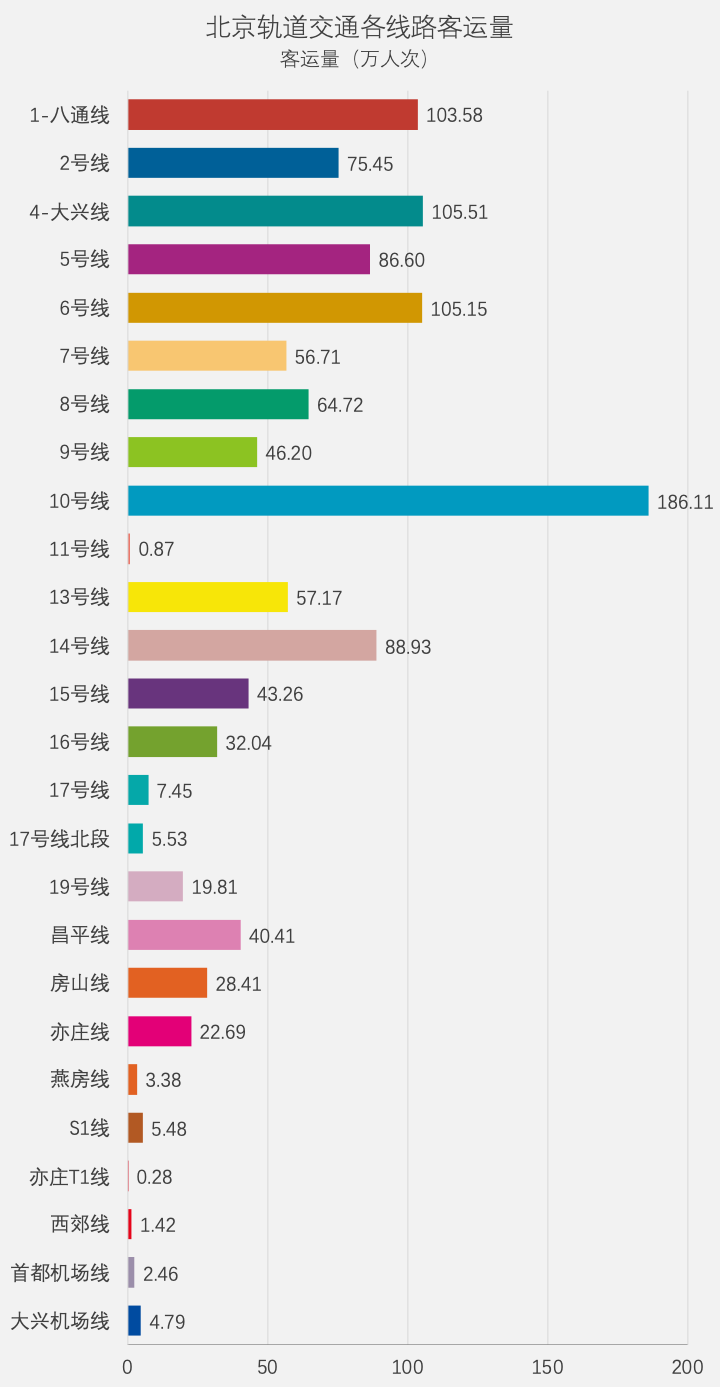 北京轨道交通各线路客运量
客运量（万人次）
1-八通线 103.58
2号线 75.45
4-大兴线 105.51
5号线 86.60
6号线 105.15
7号线 56.71
8号线 64.72
9号线 46.20
10号线 186.11
11号线 0.87
13号线 57.17
14号线 88.93
15号线 43.26
16号线 32.04
17号线 7.45
17号线北段 5.53
19号线 19.81
昌平线 40.41
房山线 28.41
亦庄线 22.69
燕房线 3.38
S1线 5.48
亦庄T1线 0.28
西郊线 1.42
首都机场线 2.46
大兴机场线 4.79
0 50 100 150 200